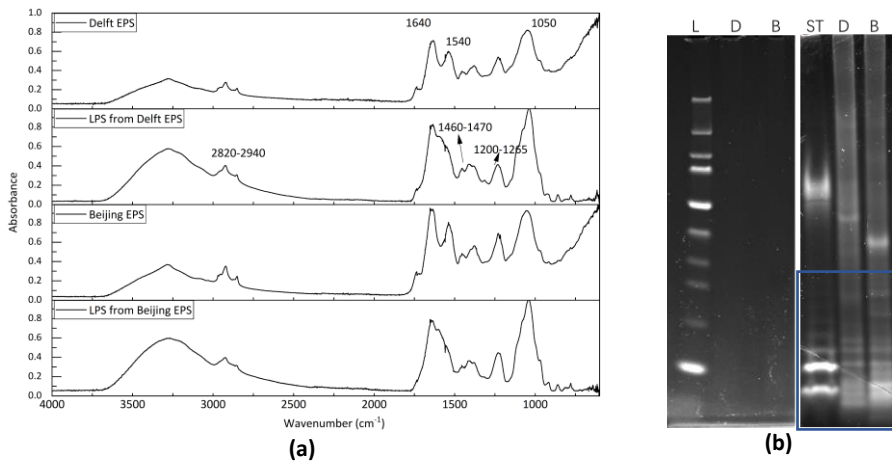 Absorbance
1.0
0.8
0.6
0.4
0.2
0.0
Delft EPS
1640
1540
1050
0.8
0.6
0.4
0.2
0.0
LPS from Delft EPS
2820-2940
1460-1470
1200-1265
0.8
0.6
0.4
0.2
0.0
Beijing EPS
0.8
0.6
0.4
0.2
0.0
LPS from Beijing EPS
4000 3500 3000 2500 2000 1500 1000
Wavenumber (cm⁻¹)
(a)
L D B ST D B
(b)